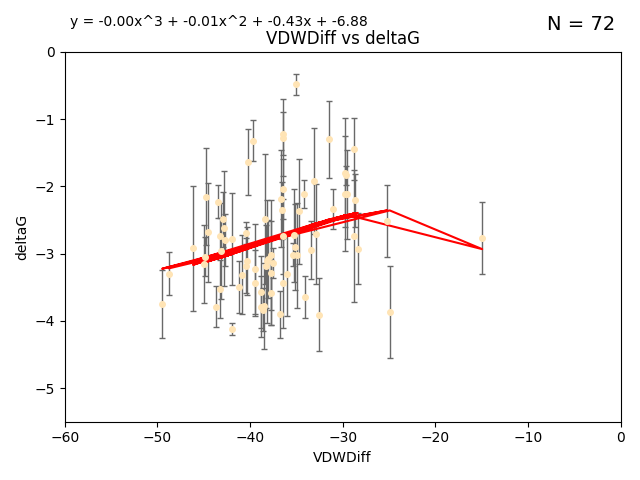 y = -0.00x^3 + -0.01x^2 + -0.43x + -6.88
N = 72
VDWDiff vs deltaG
0
−1
−2
−3
−4
−5
deltaG
−60 −50 −40 −30 −20 −10 0
VDWDiff